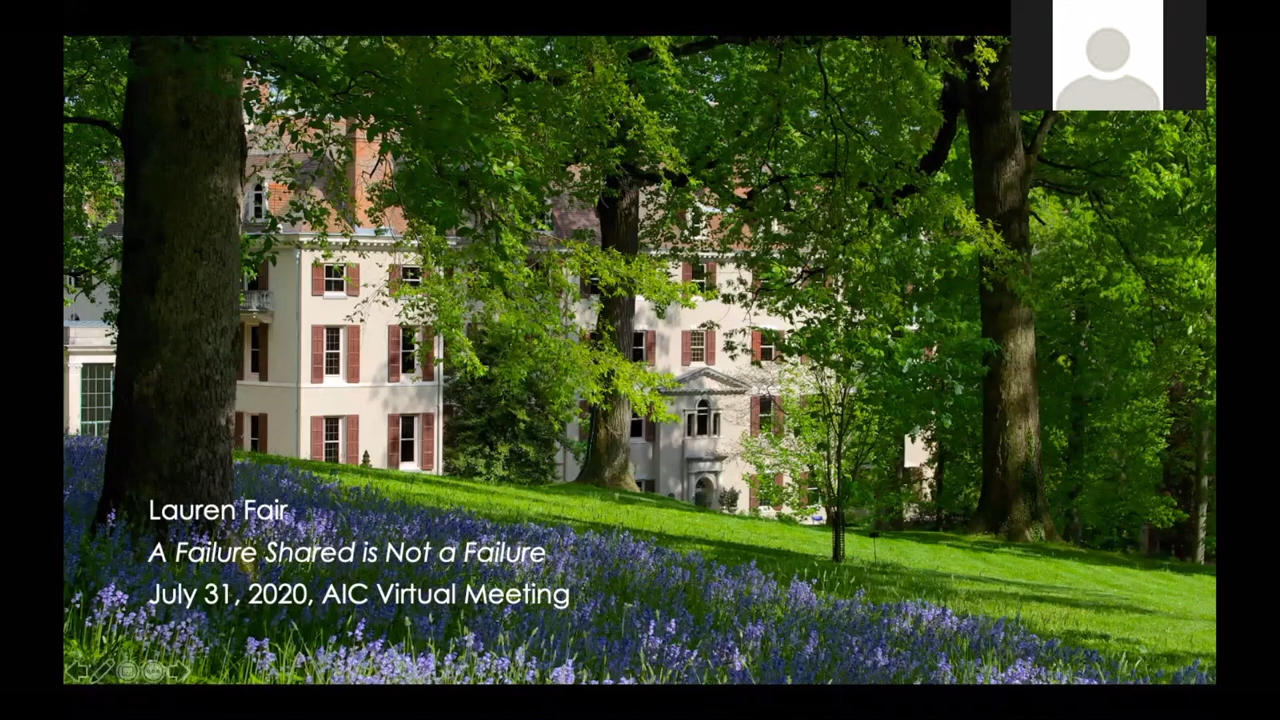 Lauren Fair
A Failure Shared is Not a Failure
July 31, 2020, AIC Virtual Meeting